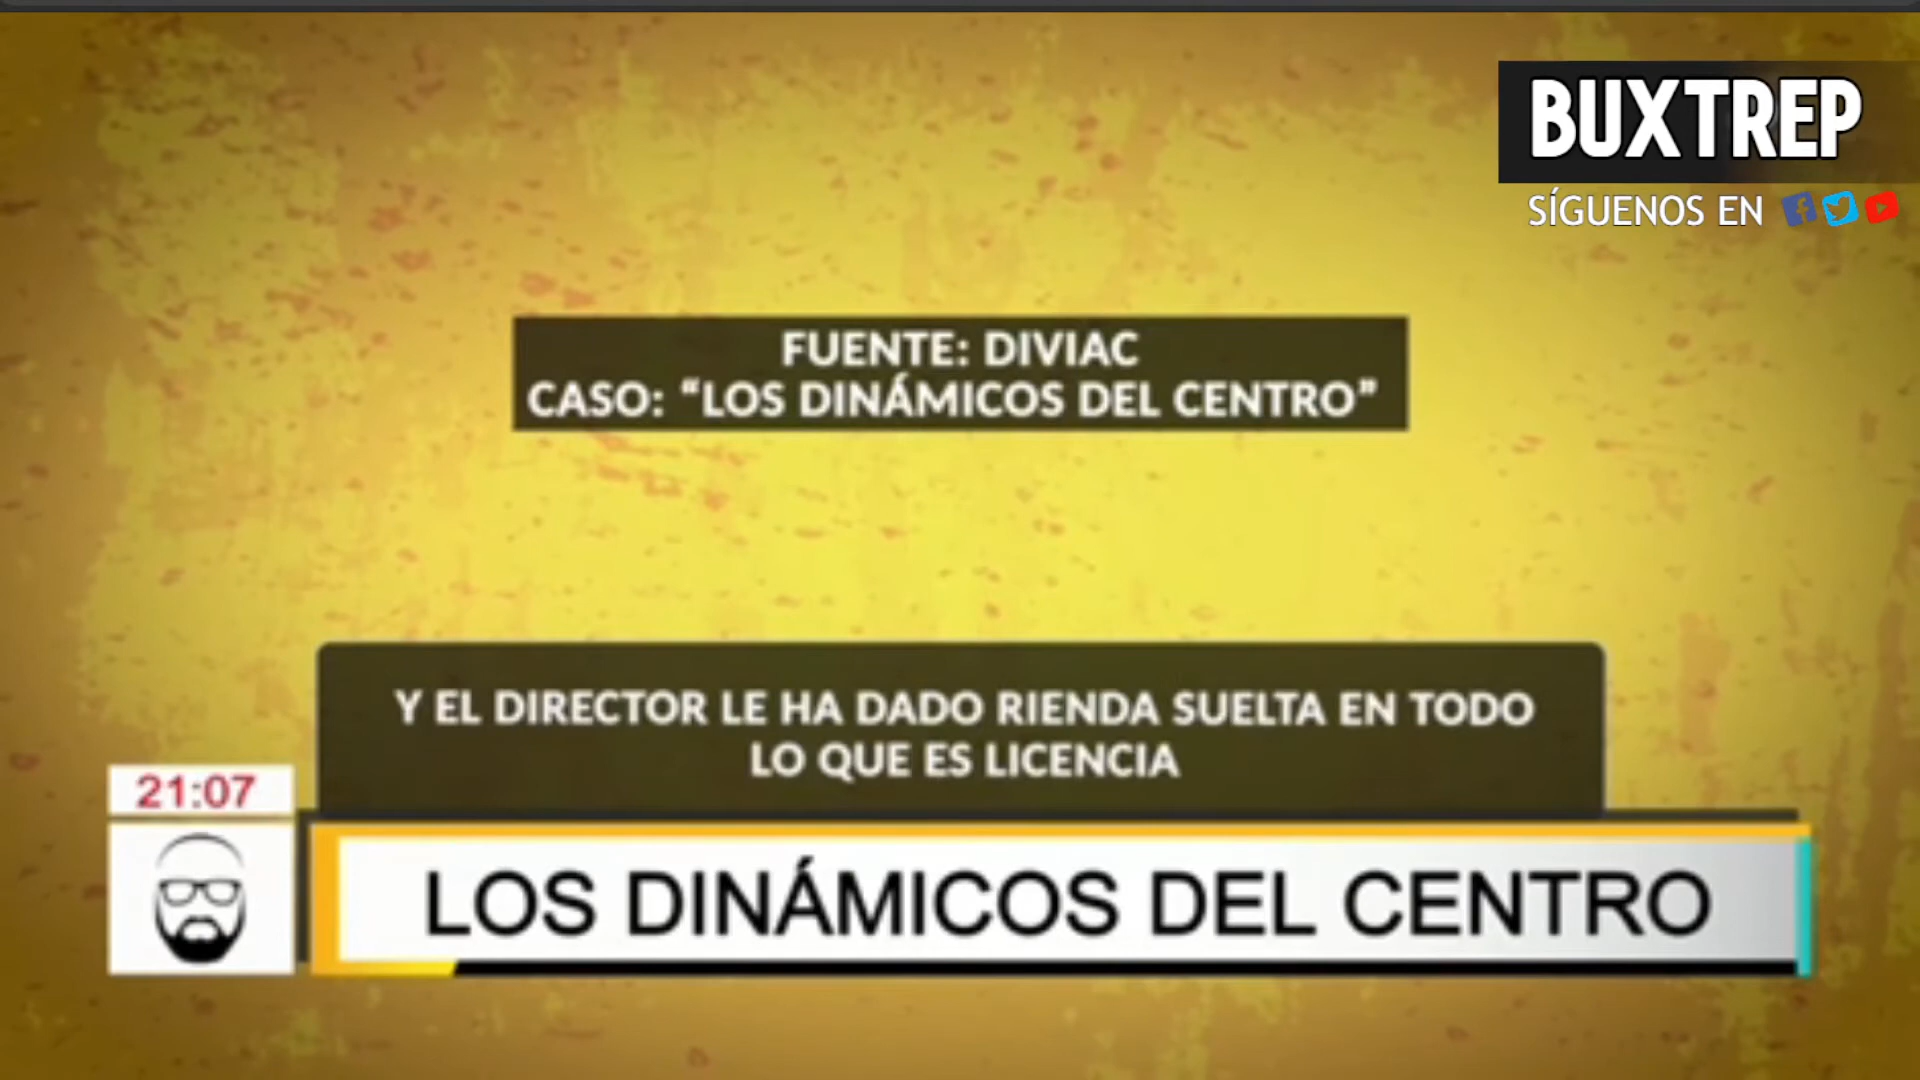 BUXTREP
SÍGUENOS EN
FUENTE: DIVIAC
CASO: “LOS DINÁMICOS DEL CENTRO”
Y EL DIRECTOR LE HA DADO RIENDA SUELTA EN TODO
LO QUE ES LICENCIA
21:07
LOS DINÁMICOS DEL CENTRO